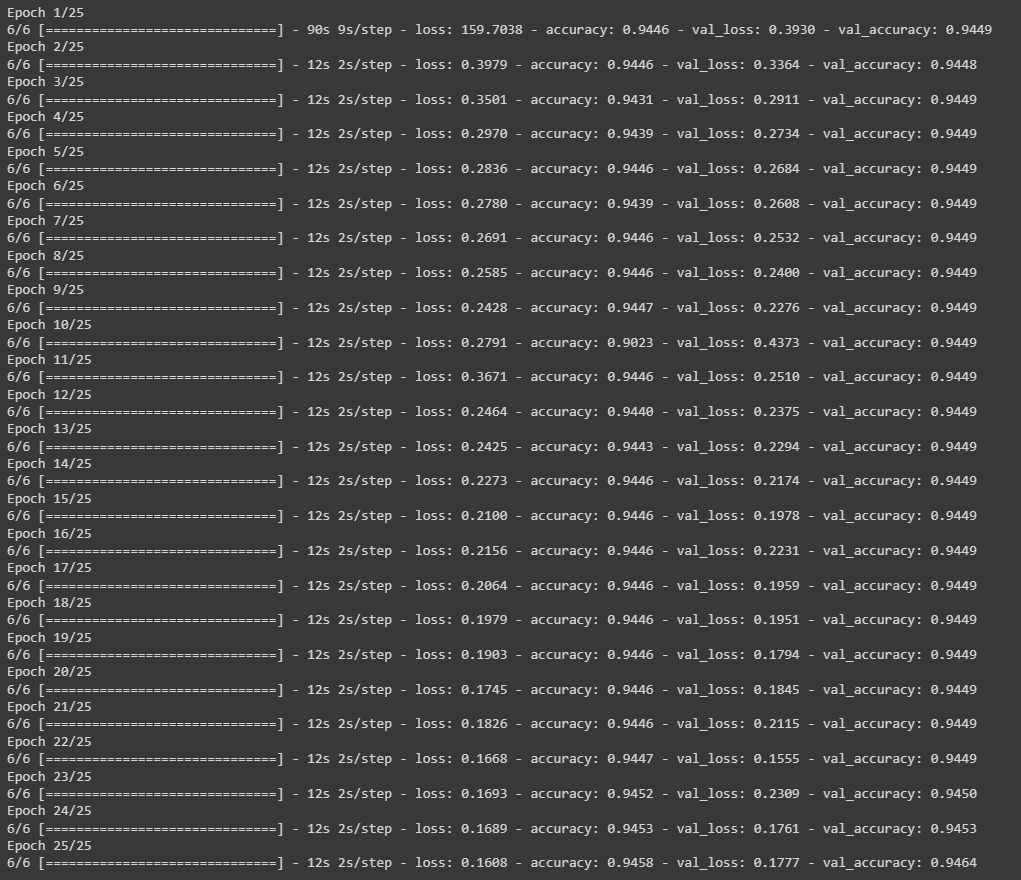 Epoch 1/25
6/6 [==============================] - 90s 9s/step - loss: 159.7038 - accuracy: 0.9446 - val_loss: 0.3930 - val_accuracy: 0.9449
Epoch 2/25
6/6 [==============================] - 12s 2s/step - loss: 0.3979 - accuracy: 0.9446 - val_loss: 0.3364 - val_accuracy: 0.9448
Epoch 3/25
6/6 [==============================] - 12s 2s/step - loss: 0.3501 - accuracy: 0.9431 - val_loss: 0.2911 - val_accuracy: 0.9449
Epoch 4/25
6/6 [==============================] - 12s 2s/step - loss: 0.2970 - accuracy: 0.9439 - val_loss: 0.2734 - val_accuracy: 0.9449
Epoch 5/25
6/6 [==============================] - 12s 2s/step - loss: 0.2836 - accuracy: 0.9446 - val_loss: 0.2684 - val_accuracy: 0.9449
Epoch 6/25
6/6 [==============================] - 12s 2s/step - loss: 0.2780 - accuracy: 0.9439 - val_loss: 0.2608 - val_accuracy: 0.9449
Epoch 7/25
6/6 [==============================] - 12s 2s/step - loss: 0.2691 - accuracy: 0.9446 - val_loss: 0.2532 - val_accuracy: 0.9449
Epoch 8/25
6/6 [==============================] - 12s 2s/step - loss: 0.2585 - accuracy: 0.9446 - val_loss: 0.2400 - val_accuracy: 0.9449
Epoch 9/25
6/6 [==============================] - 12s 2s/step - loss: 0.2428 - accuracy: 0.9447 - val_loss: 0.2276 - val_accuracy: 0.9449
Epoch 10/25
6/6 [==============================] - 12s 2s/step - loss: 0.2791 - accuracy: 0.9023 - val_loss: 0.4373 - val_accuracy: 0.9449
Epoch 11/25
6/6 [==============================] - 12s 2s/step - loss: 0.3671 - accuracy: 0.9446 - val_loss: 0.2510 - val_accuracy: 0.9449
Epoch 12/25
6/6 [==============================] - 12s 2s/step - loss: 0.2464 - accuracy: 0.9440 - val_loss: 0.2375 - val_accuracy: 0.9449
Epoch 13/25
6/6 [==============================] - 12s 2s/step - loss: 0.2425 - accuracy: 0.9443 - val_loss: 0.2294 - val_accuracy: 0.9449
Epoch 14/25
6/6 [==============================] - 12s 2s/step - loss: 0.2273 - accuracy: 0.9446 - val_loss: 0.2174 - val_accuracy: 0.9449
Epoch 15/25
6/6 [==============================] - 12s 2s/step - loss: 0.2100 - accuracy: 0.9446 - val_loss: 0.1978 - val_accuracy: 0.9449
Epoch 16/25
6/6 [==============================] - 12s 2s/step - loss: 0.2156 - accuracy: 0.9446 - val_loss: 0.2231 - val_accuracy: 0.9449
Epoch 17/25
6/6 [==============================] - 12s 2s/step - loss: 0.2064 - accuracy: 0.9446 - val_loss: 0.1959 - val_accuracy: 0.9449
Epoch 18/25
6/6 [==============================] - 12s 2s/step - loss: 0.1979 - accuracy: 0.9446 - val_loss: 0.1951 - val_accuracy: 0.9449
Epoch 19/25
6/6 [==============================] - 12s 2s/step - loss: 0.1903 - accuracy: 0.9446 - val_loss: 0.1794 - val_accuracy: 0.9449
Epoch 20/25
6/6 [==============================] - 12s 2s/step - loss: 0.1745 - accuracy: 0.9446 - val_loss: 0.1845 - val_accuracy: 0.9449
Epoch 21/25
6/6 [==============================] - 12s 2s/step - loss: 0.1826 - accuracy: 0.9446 - val_loss: 0.2115 - val_accuracy: 0.9449
Epoch 22/25
6/6 [==============================] - 12s 2s/step - loss: 0.1668 - accuracy: 0.9447 - val_loss: 0.1555 - val_accuracy: 0.9449
Epoch 23/25
6/6 [==============================] - 12s 2s/step - loss: 0.1693 - accuracy: 0.9452 - val_loss: 0.2309 - val_accuracy: 0.9450
Epoch 24/25
6/6 [==============================] - 12s 2s/step - loss: 0.1689 - accuracy: 0.9453 - val_loss: 0.1761 - val_accuracy: 0.9453
Epoch 25/25
6/6 [==============================] - 12s 2s/step - loss: 0.1608 - accuracy: 0.9458 - val_loss: 0.1777 - val_accuracy: 0.9464